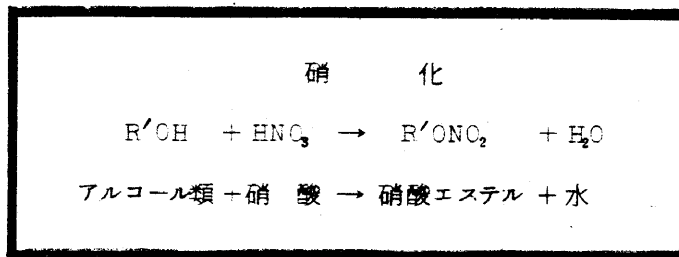 硝 化
R′OH + HNO₃ → R′ONO₂ + H₂O
アルコール類 + 硝 酸 → 硝酸エステル + 水